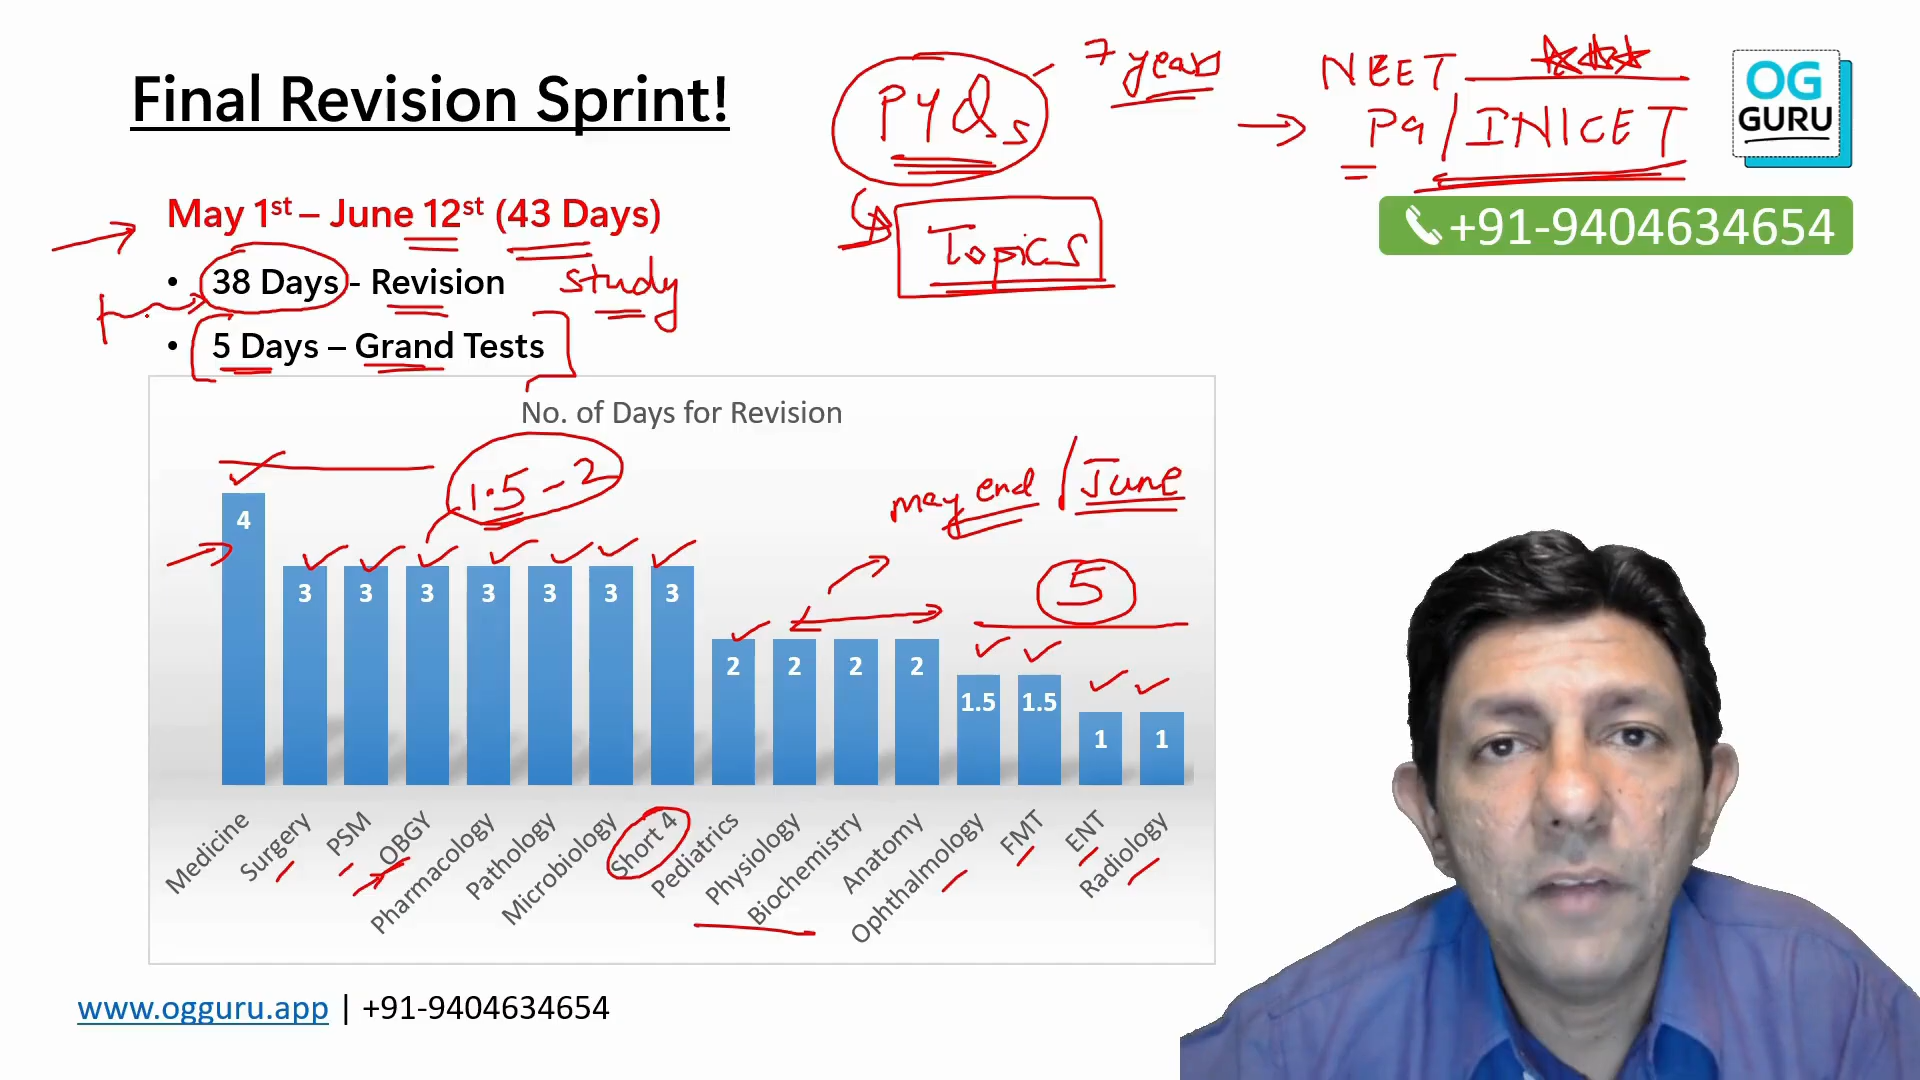 Final Revision Sprint!
PYQs
7 years
NEET
PG / INICET
OG
GURU
May 1st – June 12st (43 Days)
+91-9404634654
Topics
• 38 Days - Revision
study
• 5 Days – Grand Tests
No. of Days for Revision
1.5 - 2
may end / June
5
4
3
3
3
3
3
3
3
2
2
2
2
1.5
1.5
1
1
Medicine
Surgery
PSM
OBGY
Pharmacology
Pathology
Microbiology
Short 4
Pediatrics
Physiology
Biochemistry
Anatomy
Ophthalmology
FMT
ENT
Radiology
www.ogguru.app | +91-9404634654